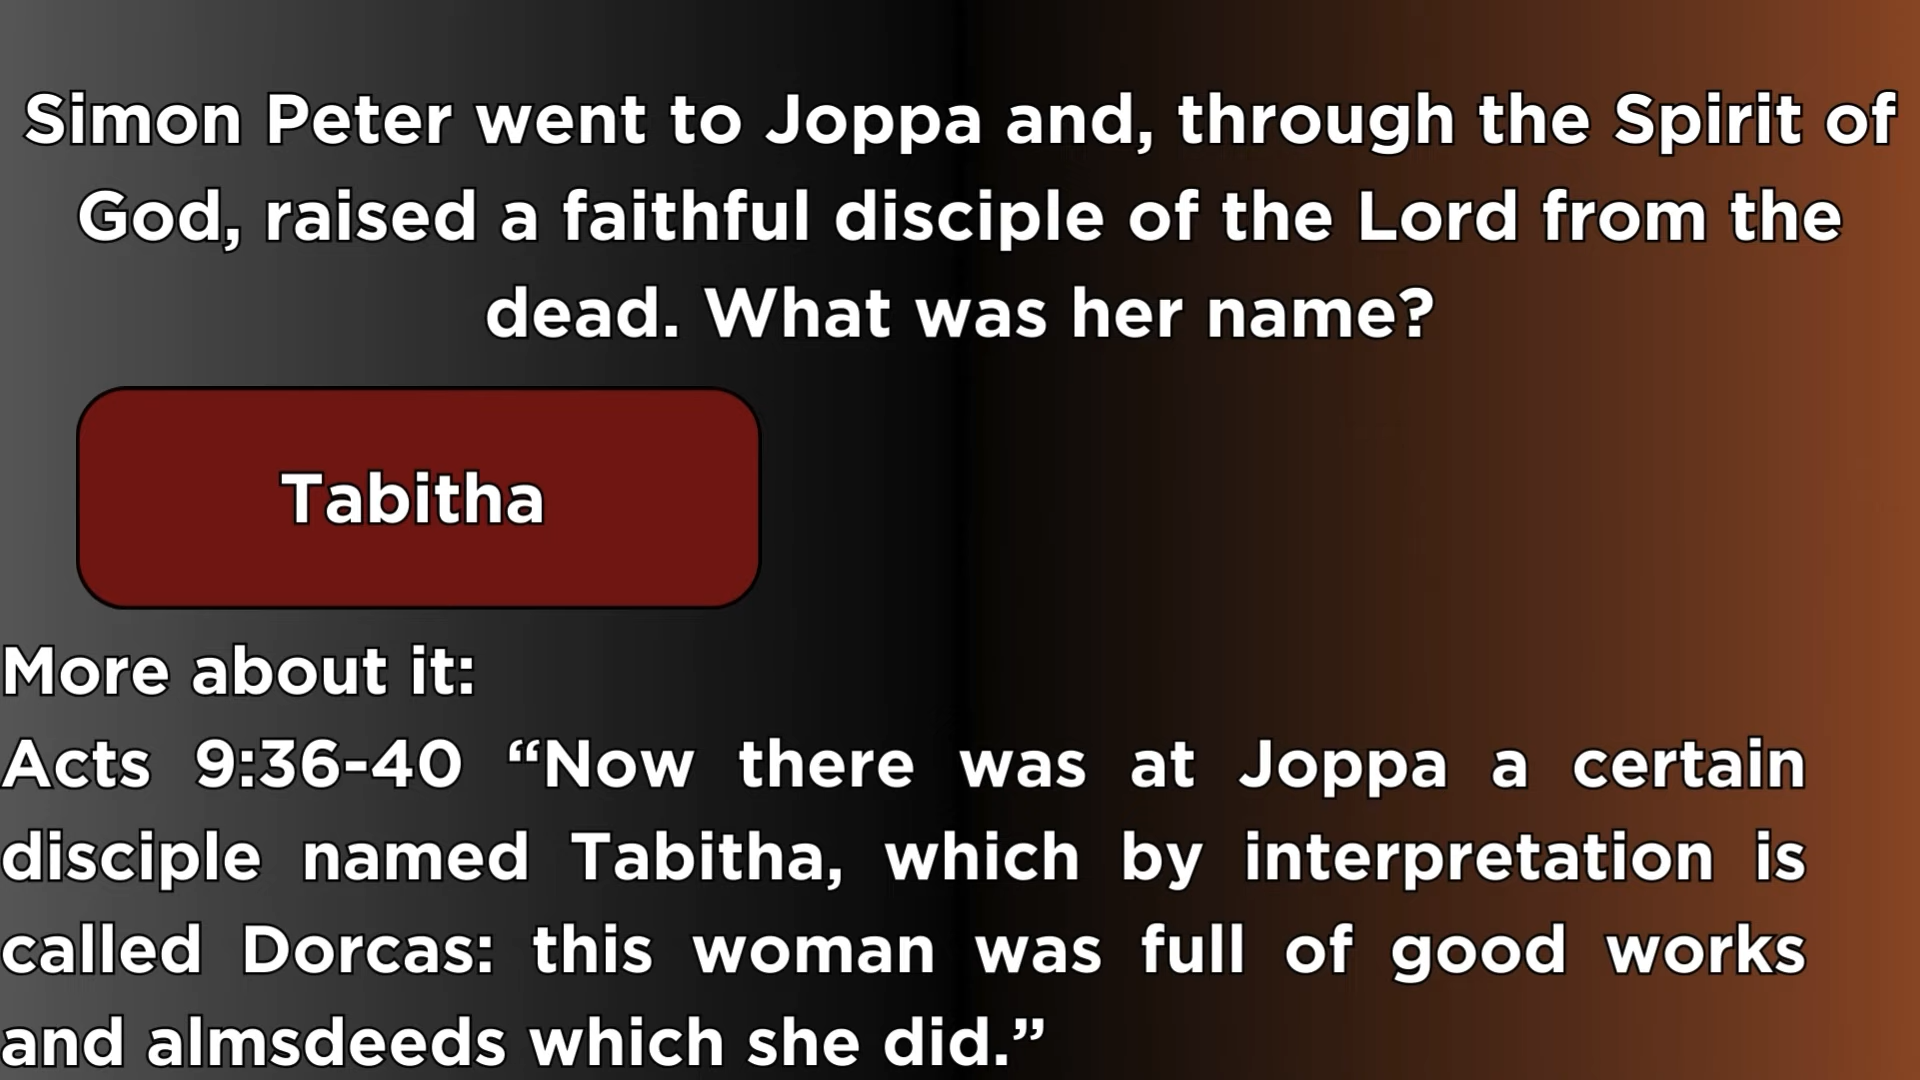 Simon Peter went to Joppa and, through the Spirit of
God, raised a faithful disciple of the Lord from the
dead. What was her name?
Tabitha
More about it:
Acts 9:36-40 “Now there was at Joppa a certain
disciple named Tabitha, which by interpretation is
called Dorcas: this woman was full of good works
and almsdeeds which she did.”